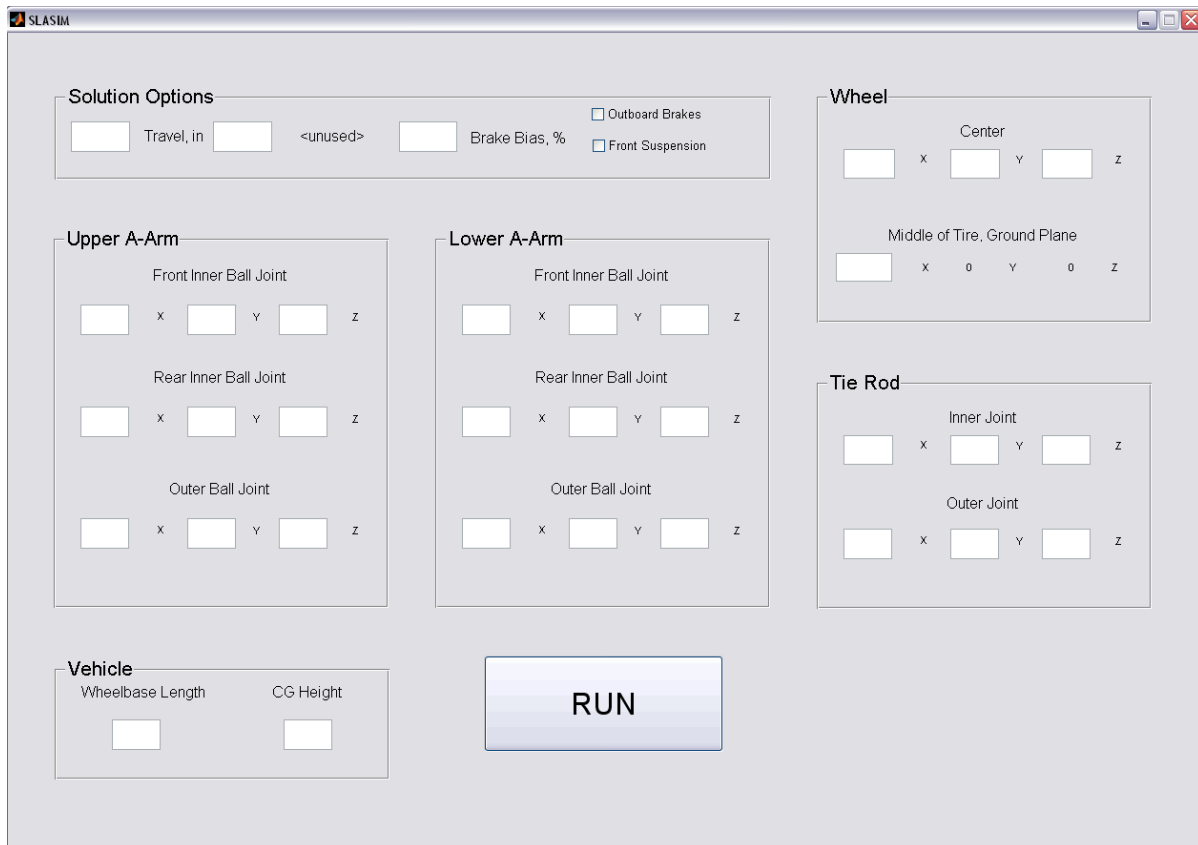 SLASIM
Solution Options
Travel, in <unused> Brake Bias, %
Outboard Brakes
Front Suspension
Wheel
Center
X Y Z
Middle of Tire, Ground Plane
X 0 Y 0 Z
Upper A-Arm
Front Inner Ball Joint
X Y Z
Rear Inner Ball Joint
X Y Z
Outer Ball Joint
X Y Z
Lower A-Arm
Front Inner Ball Joint
X Y Z
Rear Inner Ball Joint
X Y Z
Outer Ball Joint
X Y Z
Tie Rod
Inner Joint
X Y Z
Outer Joint
X Y Z
Vehicle
Wheelbase Length CG Height
RUN